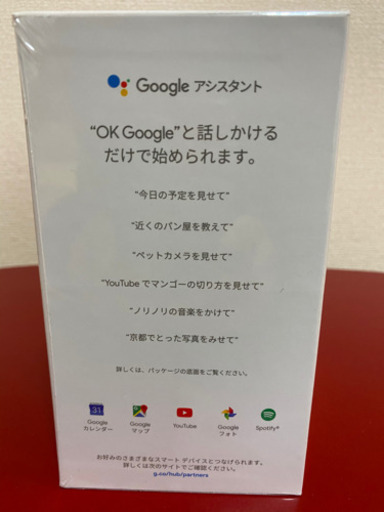 Google アシスタント
“OK Google”と話しかける
だけで始められます。
“今日の予定を見せて”
“近くのパン屋を教えて”
“ペットカメラを見せて”
“YouTube でマンゴーの切り方を見せて”
“ノリノリの音楽をかけて”
“京都でとった写真をみせて”
詳しくは、パッケージの底面をご覧ください。
31
Google カレンダー
Google マップ
YouTube
Google フォト
Spotify®
お好みのさまざまなスマート デバイスとつなげられます。
詳しくは次のサイトでご確認ください。
g.co/hub/partners